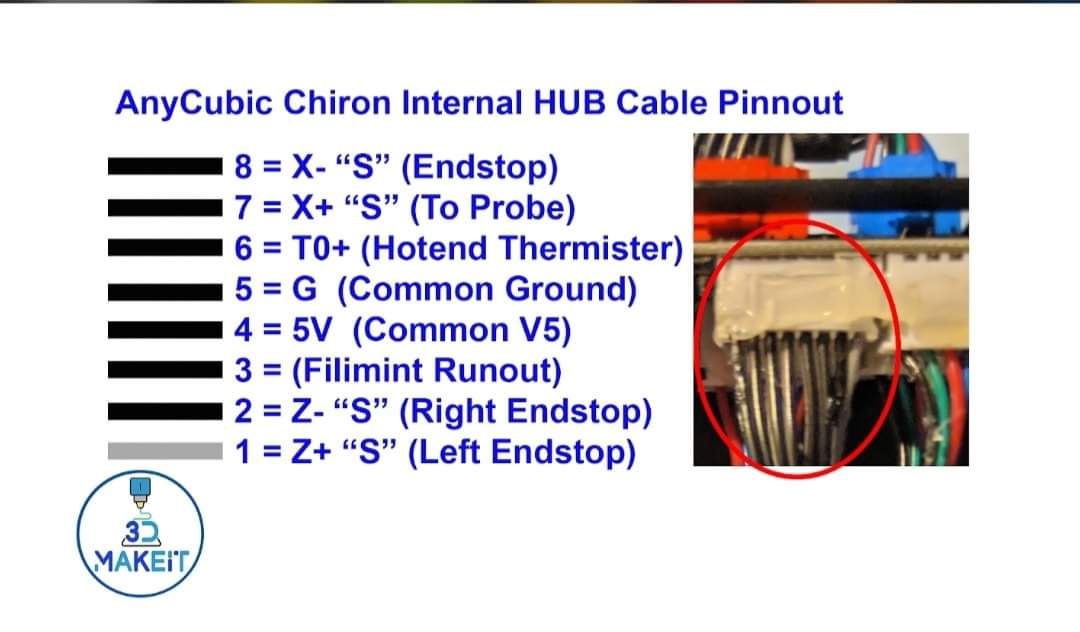 AnyCubic Chiron Internal HUB Cable Pinnout
8 = X- “S” (Endstop)
7 = X+ “S” (To Probe)
6 = T0+ (Hotend Thermister)
5 = G (Common Ground)
4 = 5V (Common V5)
3 = (Filimint Runout)
2 = Z- “S” (Right Endstop)
1 = Z+ “S” (Left Endstop)
3D
MAKEiT